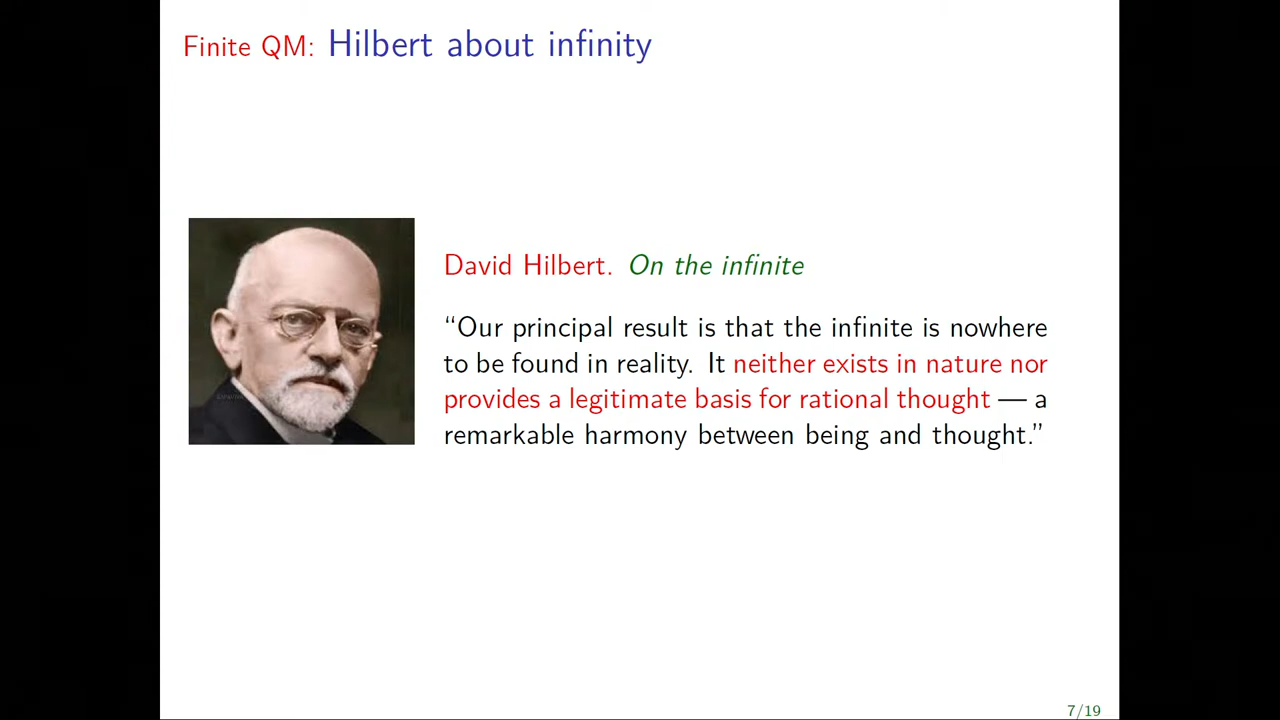 Finite QM: Hilbert about infinity
David Hilbert. On the infinite
“Our principal result is that the infinite is nowhere
to be found in reality. It neither exists in nature nor
provides a legitimate basis for rational thought — a
remarkable harmony between being and thought.”
7/19